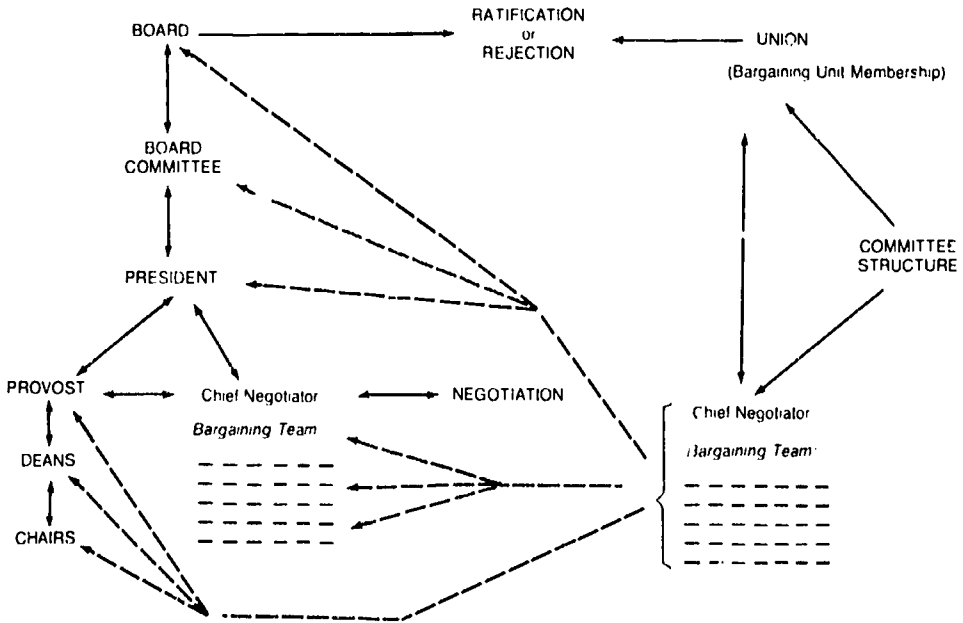 BOARD
RATIFICATION
or
REJECTION
UNION
(Bargaining Unit Membership)
BOARD
COMMITTEE
COMMITTEE
STRUCTURE
PRESIDENT
PROVOST
Chief Negotiator
NEGOTIATION
Chief Negotiator
Bargaining Team
Bargaining Team
DEANS
CHAIRS